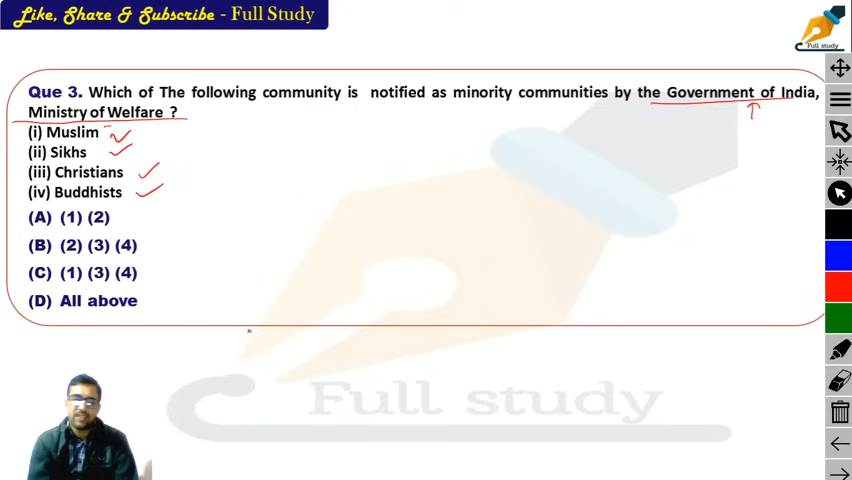 Like, Share & Subscribe - Full Study
Full study
Que 3. Which of The following community is notified as minority communities by the Government of India,
Ministry of Welfare ?
(i) Muslim
(ii) Sikhs
(iii) Christians
(iv) Buddhists
(A) (1) (2)
(B) (2) (3) (4)
(C) (1) (3) (4)
(D) All above
Full study